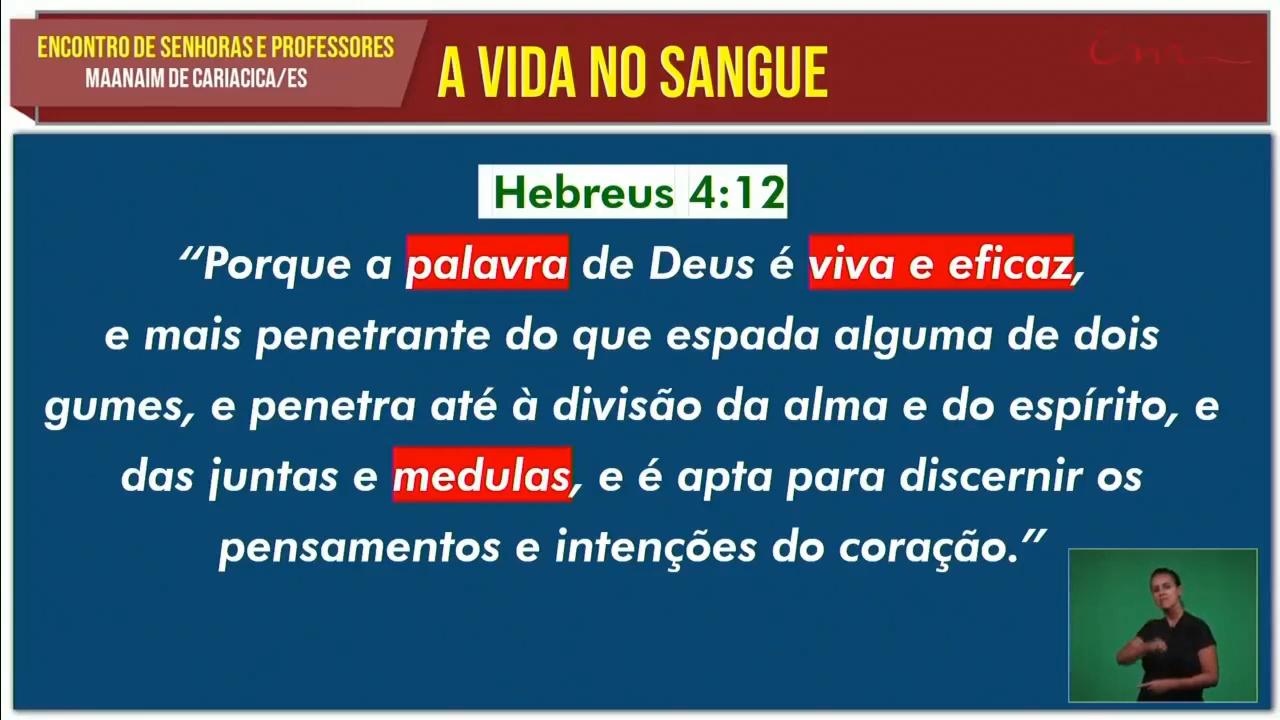 ENCONTRO DE SENHORAS E PROFESSORES
MAANAIM DE CARIACICA/ES
A VIDA NO SANGUE
Hebreus 4:12
“Porque a palavra de Deus é viva e eficaz,
e mais penetrante do que espada alguma de dois
gumes, e penetra até à divisão da alma e do espírito, e
das juntas e medulas, e é apta para discernir os
pensamentos e intenções do coração.”